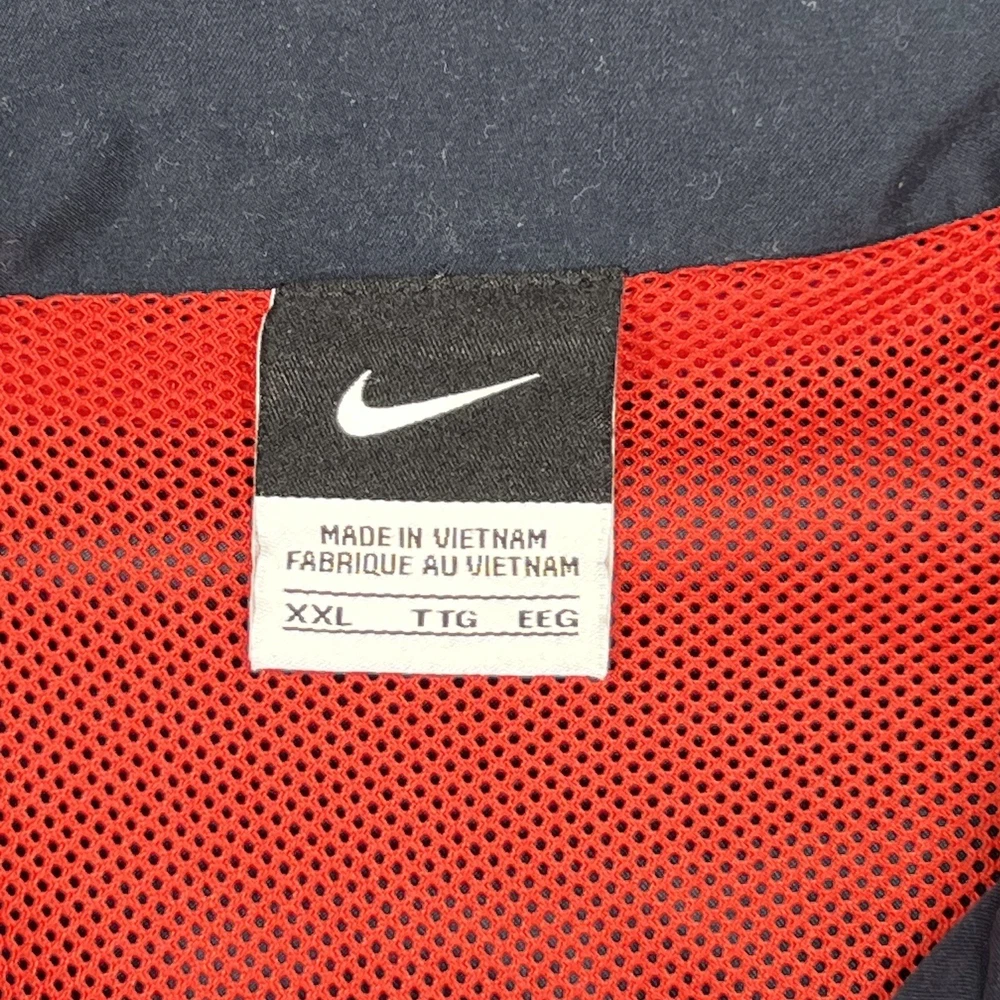 MADE IN VIETNAM
FABRIQUE AU VIETNAM
XXL TTG EEG